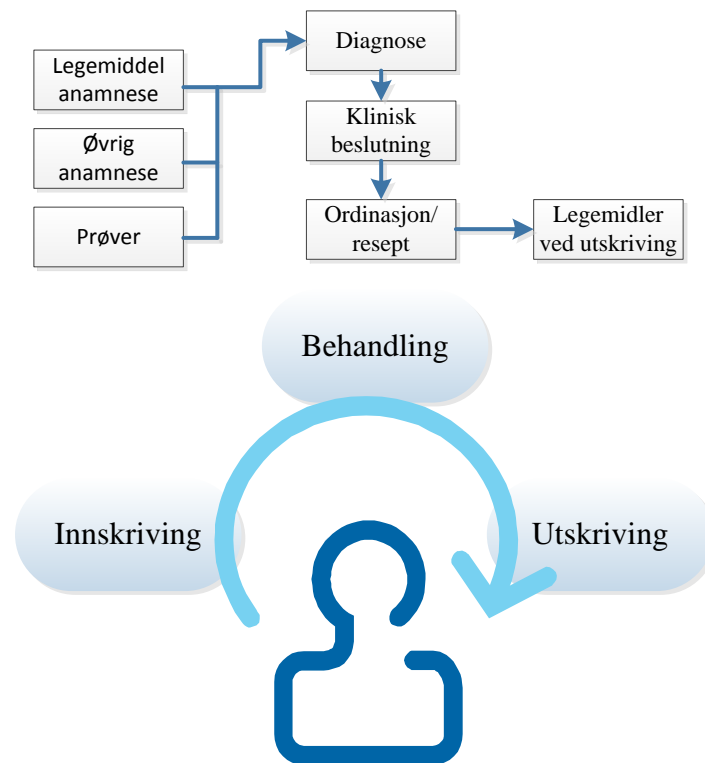 Legemiddel
anamnese
Øvrig
anamnese
Prøver
Diagnose
Klinisk
beslutning
Ordinasjon/
resept
Legemidler
ved utskriving
Behandling
Innskriving
Utskriving